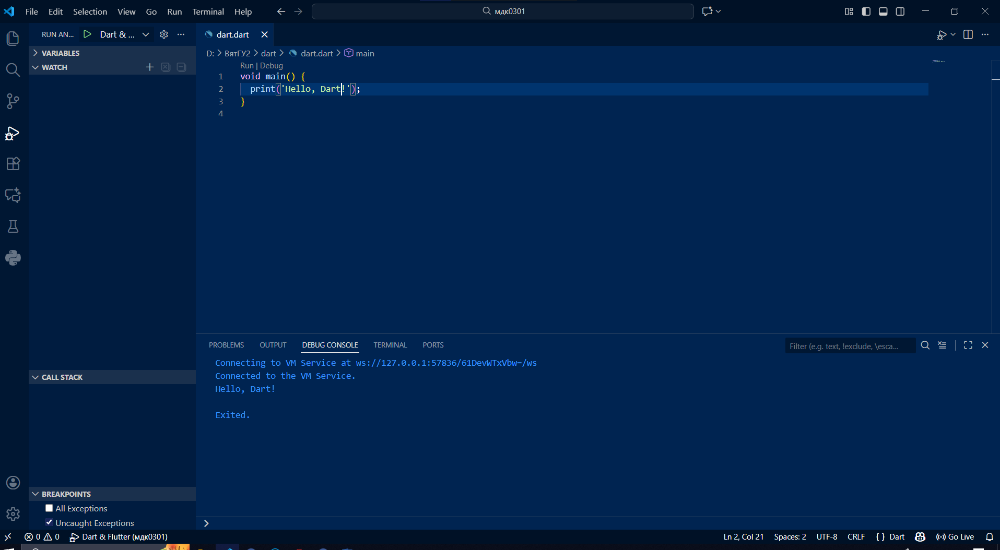 File Edit Selection View Go Run Terminal Help
мдк0301
RUN AN... Dart & ...
dart.dart
VARIABLES
WATCH
D: > ВятГУ2 > dart > dart.dart > main
Run | Debug
1 void main() {
2 print('Hello, Dart!');
3 }
4
PROBLEMS OUTPUT DEBUG CONSOLE TERMINAL PORTS
Filter (e.g. text, !exclude, \esca...
Connecting to VM Service at ws://127.0.0.1:57836/61DevWTxVbw=/ws
Connected to the VM Service.
Hello, Dart!
Exited.
CALL STACK
BREAKPOINTS
All Exceptions
Uncaught Exceptions
0 0 Dart & Flutter (мдк0301)
Ln 2, Col 21 Spaces: 2 UTF-8 CRLF { } Dart Go Live